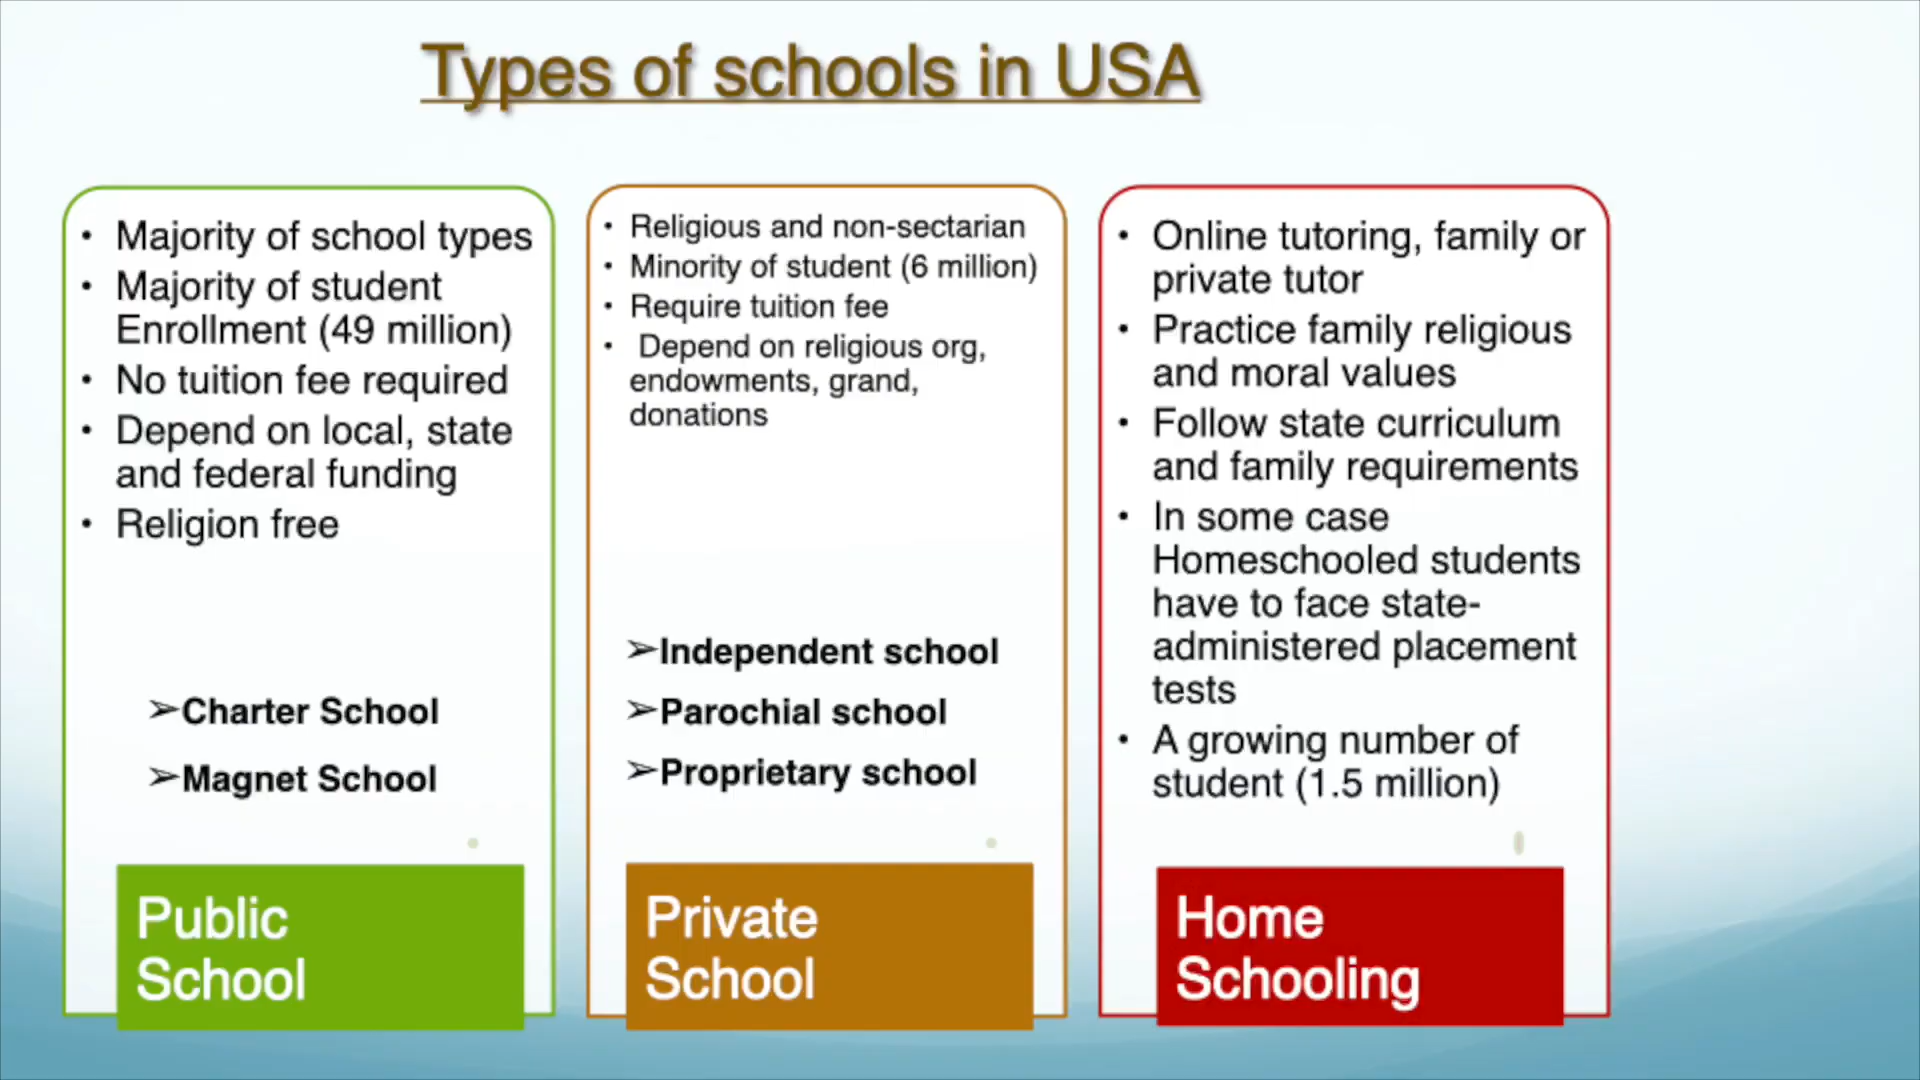 Types of schools in USA
• Majority of school types
• Majority of student
Enrollment (49 million)
• No tuition fee required
• Depend on local, state
and federal funding
• Religion free
➢Charter School
➢Magnet School
Public
School
• Religious and non-sectarian
• Minority of student (6 million)
• Require tuition fee
• Depend on religious org,
endowments, grand,
donations
➢Independent school
➢Parochial school
➢Proprietary school
Private
School
• Online tutoring, family or
private tutor
• Practice family religious
and moral values
• Follow state curriculum
and family requirements
• In some case
Homeschooled students
have to face state-
administered placement
tests
• A growing number of
student (1.5 million)
Home
Schooling